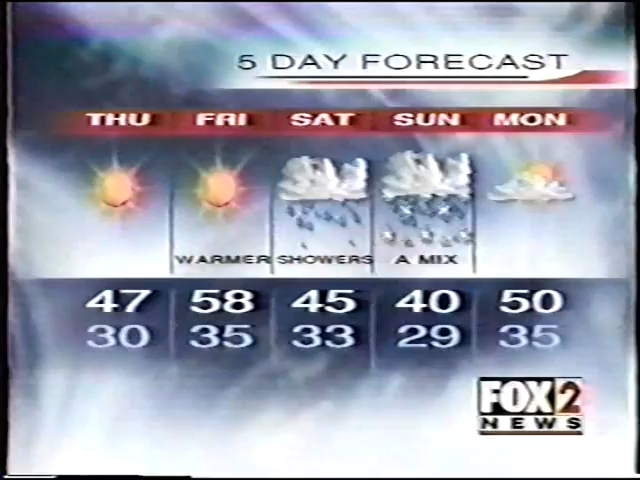 5 DAY FORECAST
THU FRI SAT SUN MON
WARMER SHOWERS A MIX
47 58 45 40 50
30 35 33 29 35
FOX 2
NEWS